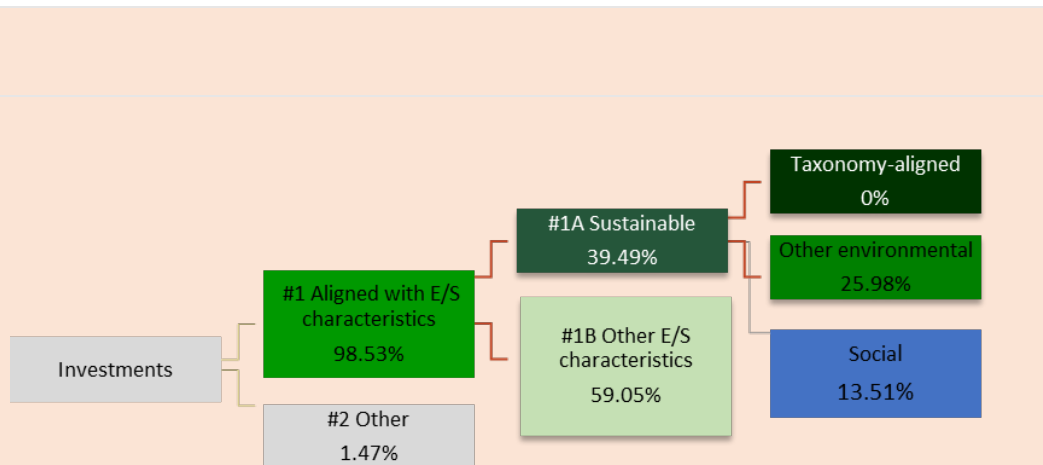 Investments
#1 Aligned with E/S
characteristics
98.53%
#2 Other
1.47%
#1A Sustainable
39.49%
#1B Other E/S
characteristics
59.05%
Taxonomy-aligned
0%
Other environmental
25.98%
Social
13.51%